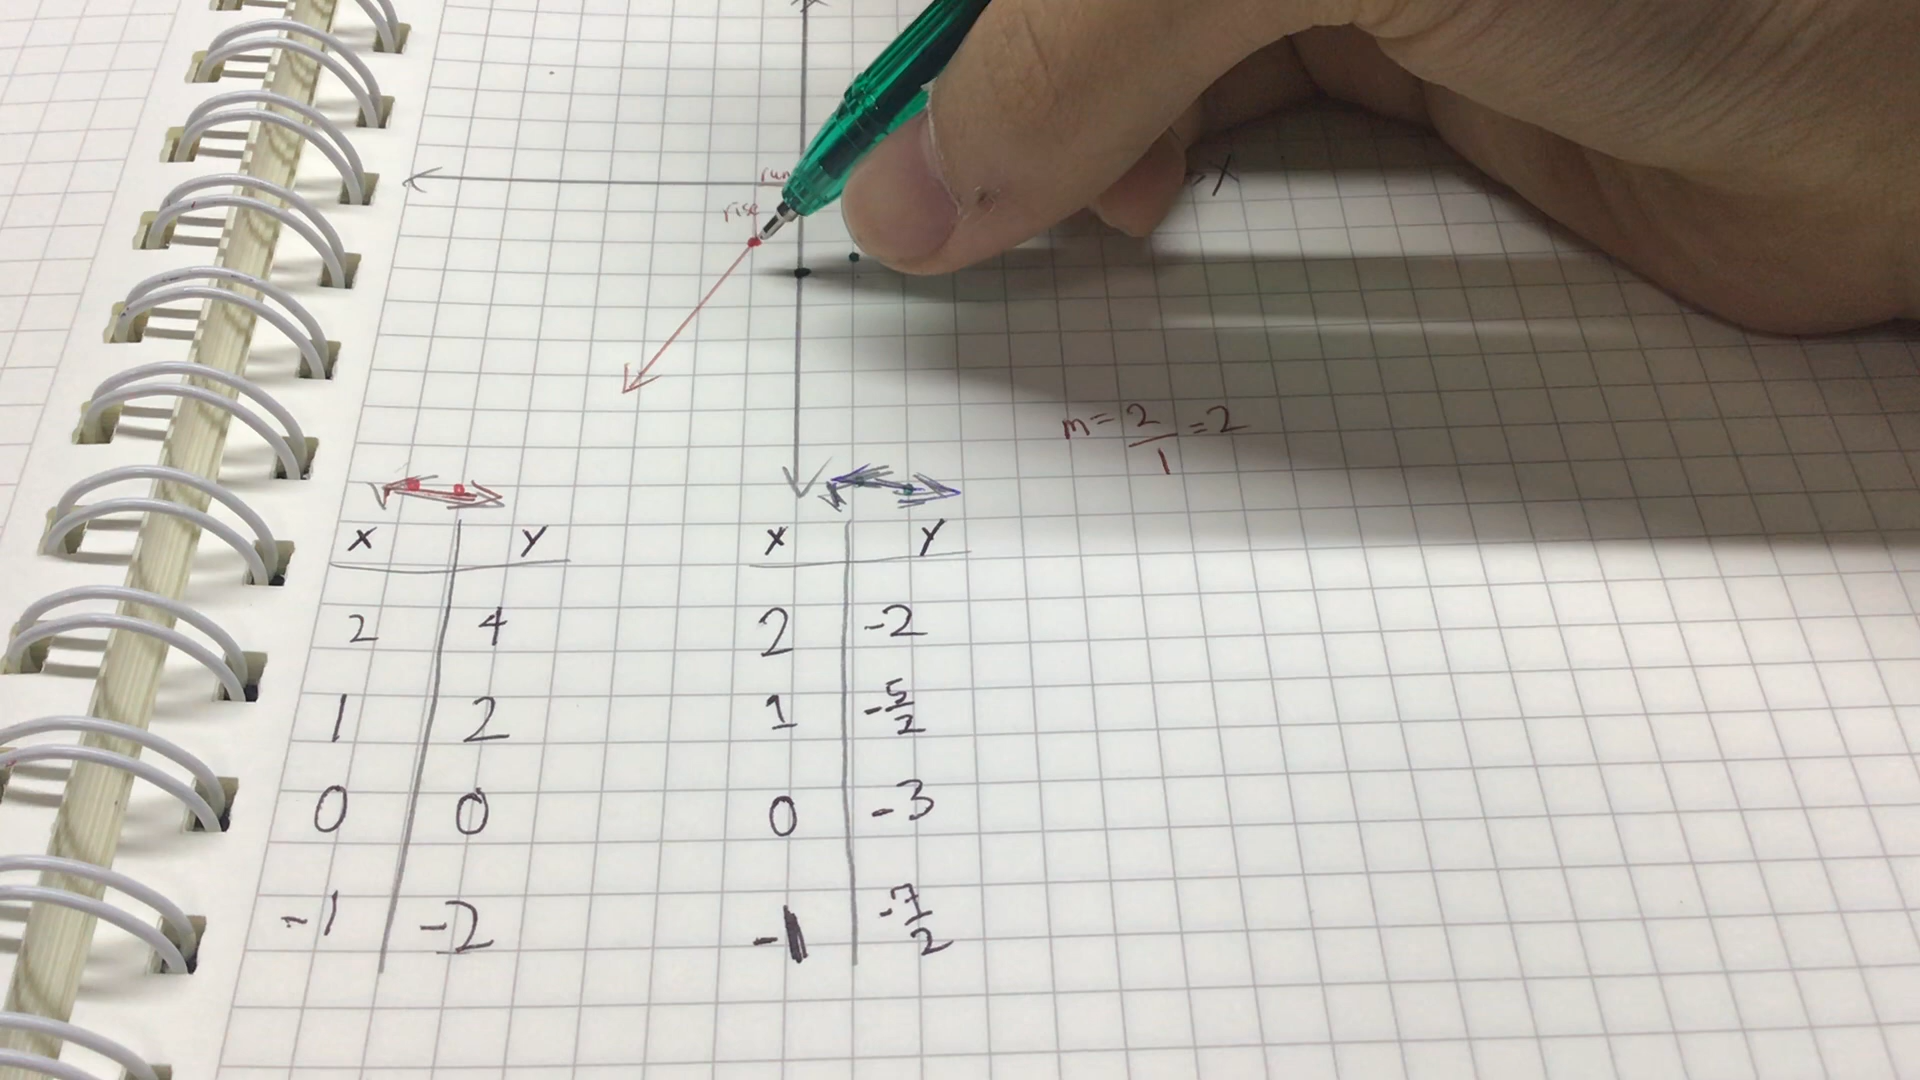 X
run
rise
m = 2/1 = 2
x y x y
2 4 2 -2
1 2 1 -5/2
0 0 0 -3
-1 -2 -1 -7/2